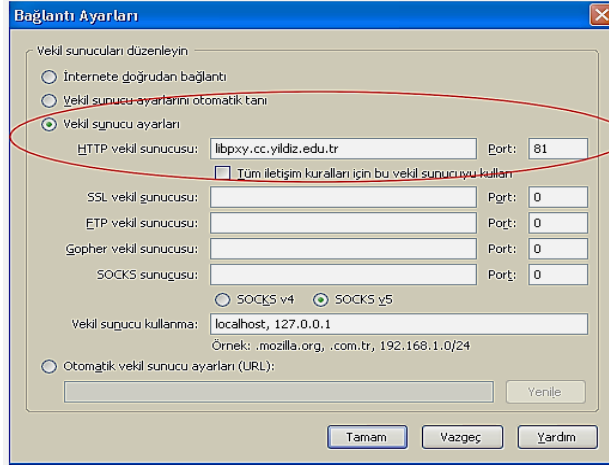 Bağlantı Ayarları
Vekil sunucuları düzenleyin
İnternete doğrudan bağlantı
Vekil sunucu ayarlarını otomatik tanı
Vekil sunucu ayarları
HTTP vekil sunucusu: libpxy.cc.yildiz.edu.tr Port: 81
Tüm iletişim kuralları için bu vekil sunucuyu kullan
SSL vekil sunucusu: Port: 0
FTP vekil sunucusu: Port: 0
Gopher vekil sunucusu: Port: 0
SOCKS sunucusu: Port: 0
SOCKS v4 SOCKS v5
Vekil sunucu kullanma: localhost, 127.0.0.1
Örnek: .mozilla.org, .com.tr, 192.168.1.0/24
Otomatik vekil sunucu ayarları (URL):
Yenile
Tamam Vazgeç Yardım